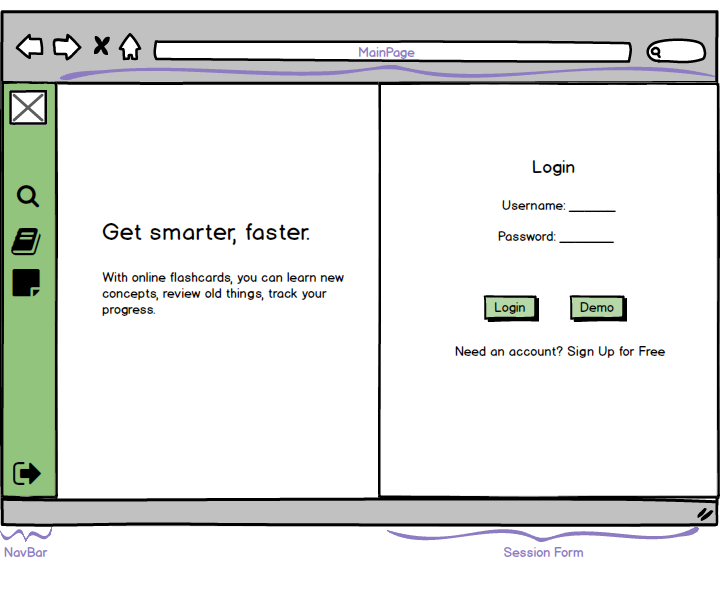 MainPage
Get smarter, faster.
With online flashcards, you can learn new
concepts, review old things, track your
progress.
Login
Username: _______
Password: _______
Login
Demo
Need an account? Sign Up for Free
NavBar
Session Form